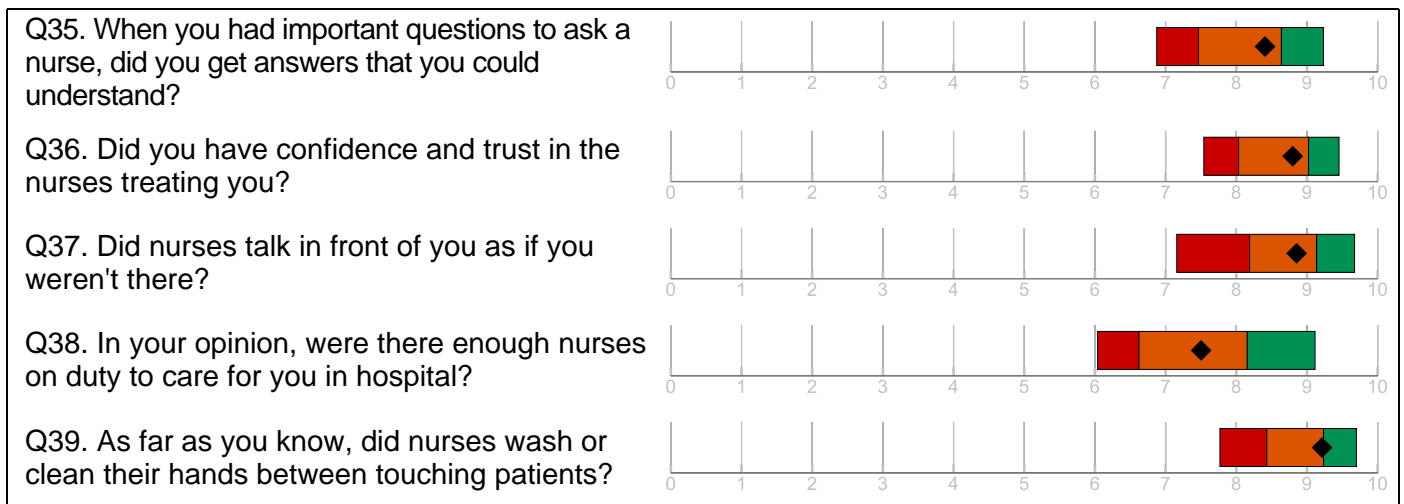 Q35. When you had important questions to ask a
nurse, did you get answers that you could
understand?
0 1 2 3 4 5 6 7 8 9 10
Q36. Did you have confidence and trust in the
nurses treating you?
0 1 2 3 4 5 6 7 8 9 10
Q37. Did nurses talk in front of you as if you
weren't there?
0 1 2 3 4 5 6 7 8 9 10
Q38. In your opinion, were there enough nurses
on duty to care for you in hospital?
0 1 2 3 4 5 6 7 8 9 10
Q39. As far as you know, did nurses wash or
clean their hands between touching patients?
0 1 2 3 4 5 6 7 8 9 10